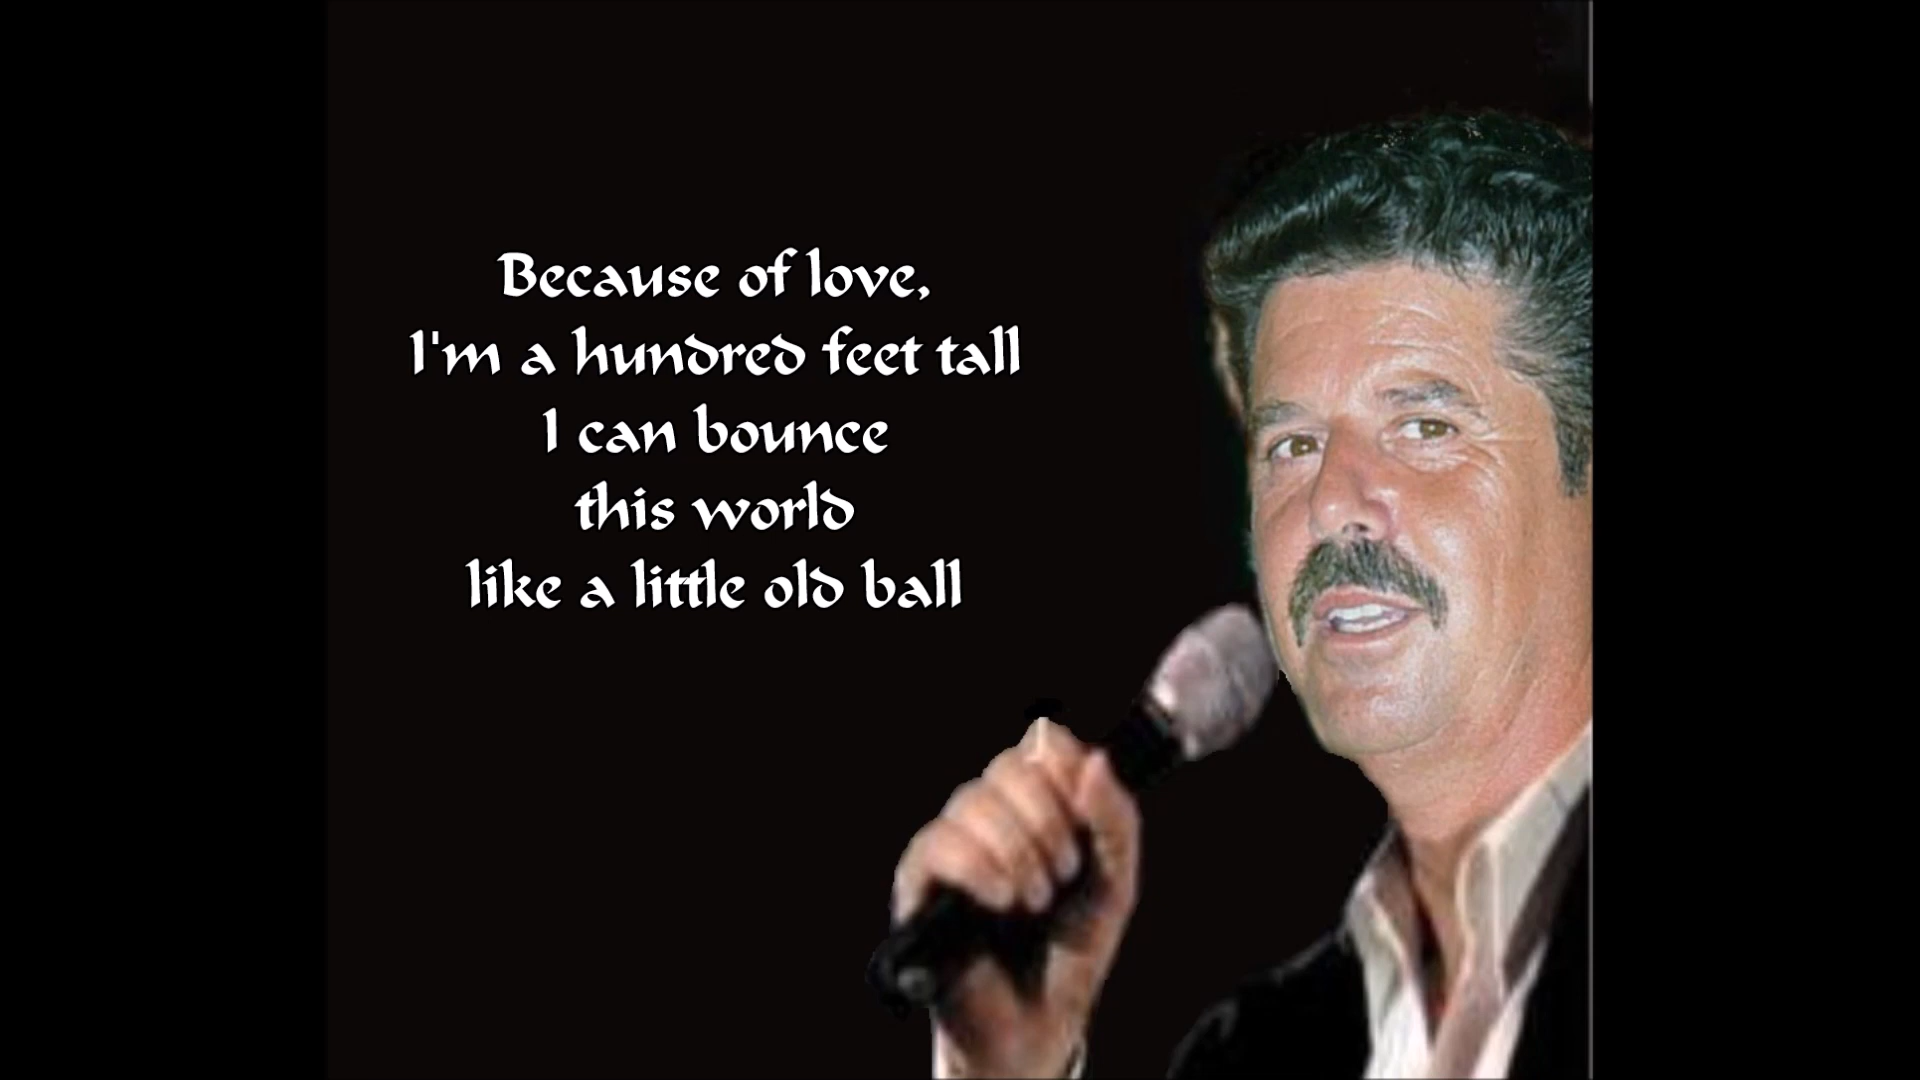 Because of love,
I'm a hundred feet tall
I can bounce
this world
like a little old ball